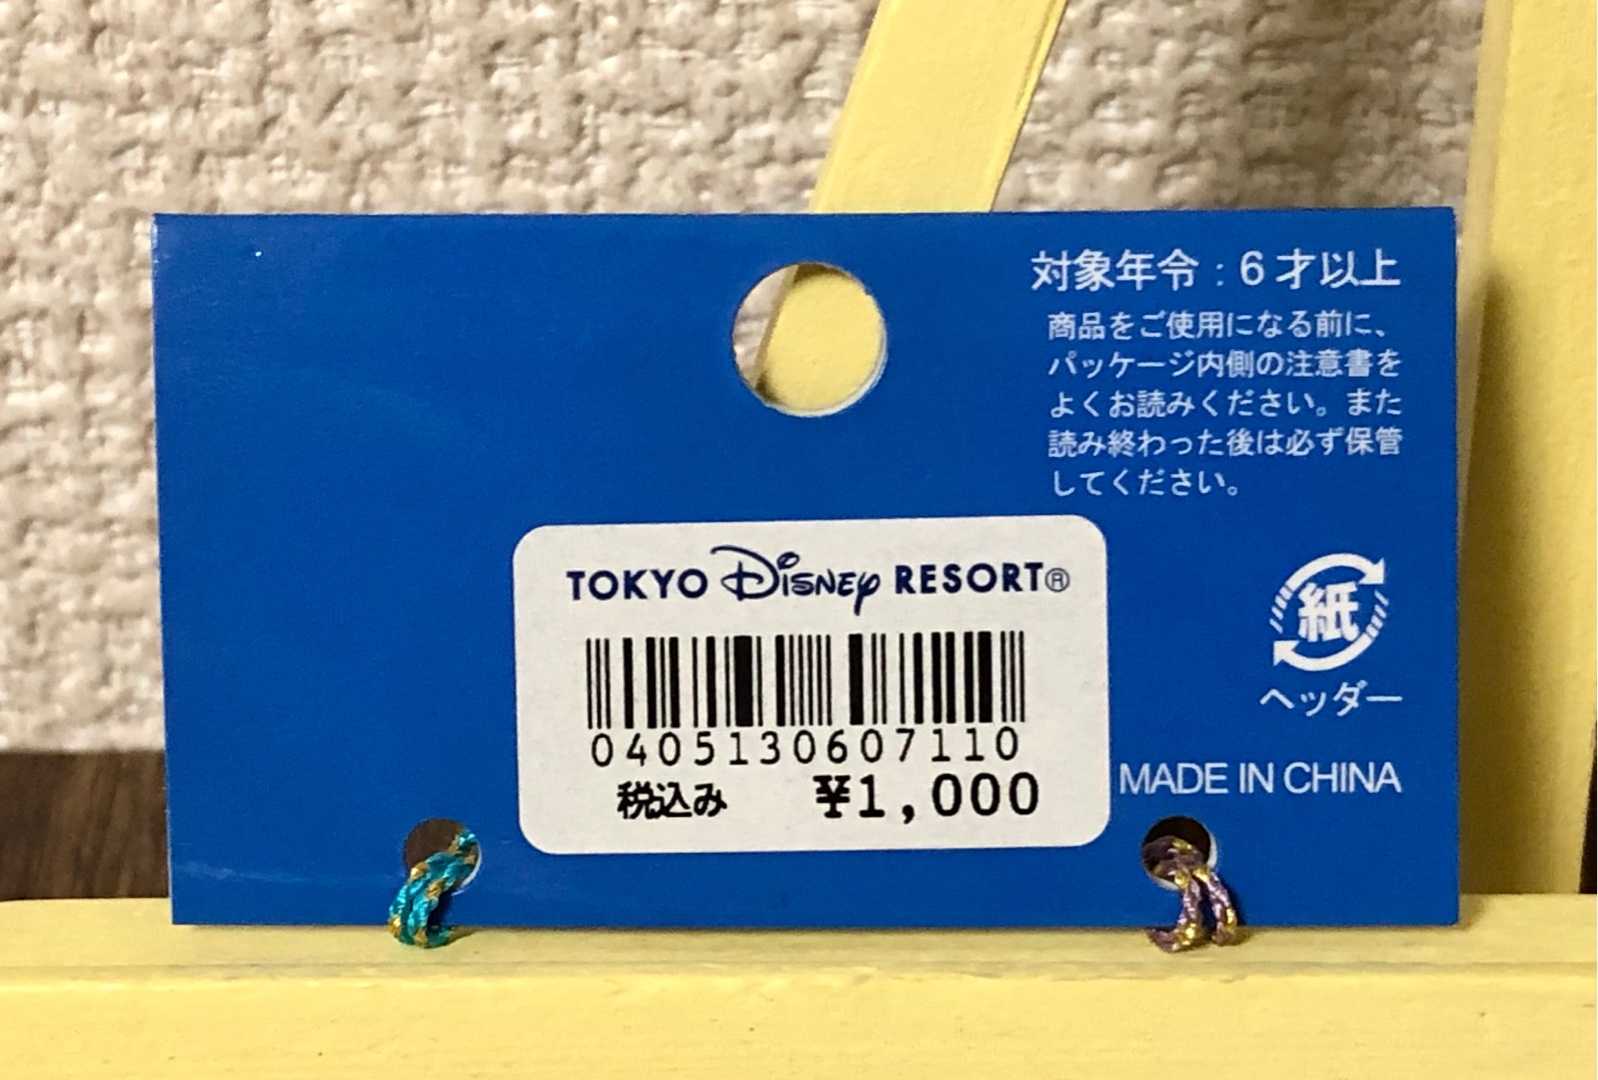 対象年令：6才以上
商品をご使用になる前に、
パッケージ内側の注意書を
よくお読みください。また
読み終わった後は必ず保管
してください。
TOKYO Disney RESORT®
0405130607110
税込み ¥1,000
紙
ヘッダー
MADE IN CHINA